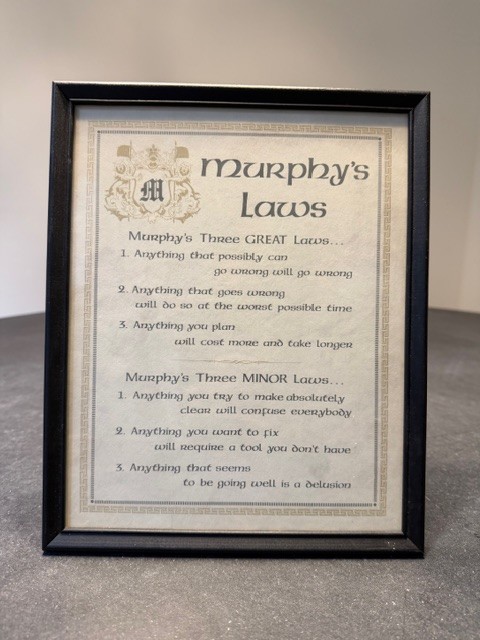 M
Murphy's
Laws
Murphy's Three GREAT Laws...
1. Anything that possibly can
go wrong will go wrong
2. Anything that goes wrong
will do so at the worst possible time
3. Anything you plan
will cost more and take longer
Murphy's Three MINOR Laws...
1. Anything you try to make absolutely
clear will confuse everybody
2. Anything you want to fix
will require a tool you don't have
3. Anything that seems
to be going well is a delusion